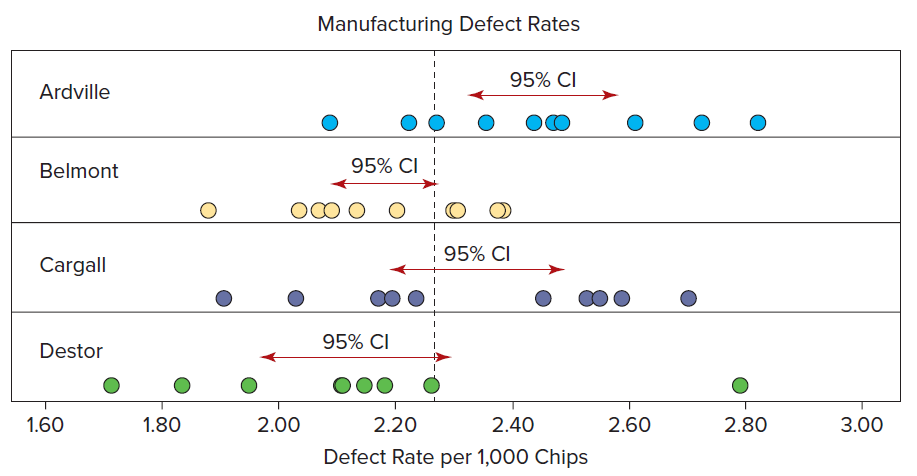 Manufacturing Defect Rates
Ardville
95% CI
Belmont
95% CI
Cargall
95% CI
Destor
95% CI
1.60 1.80 2.00 2.20 2.40 2.60 2.80 3.00
Defect Rate per 1,000 Chips